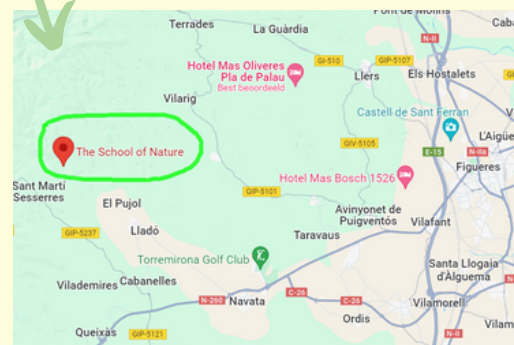 Pont de Molins
Terrades
La Guàrdia
N-II
GI-510
GIP-5107
Hotel Mas Oliveres
Pla de Palau
Best beoordeeld
Llers
Els Hostalets
Vilarig
Castell de Sant Ferran
The School of Nature
GIV-5105
E-15
N-IIa
L'Aigüe
Figueres
Sant Martí
Sesserres
Hotel Mas Bosch 1526
GIP-5101
El Pujol
Avinyonet de
Puigventós
Vilafant
GIP-5237
Lladó
Taravaus
Torremirona Golf Club
Santa Llogaia
d'Àlguema
Vilademires
Cabanelles
N-260
Navata
C-26
C-26
Vilamorell
Ordis
Vilam
Queixàs
GIP-5121
N-II